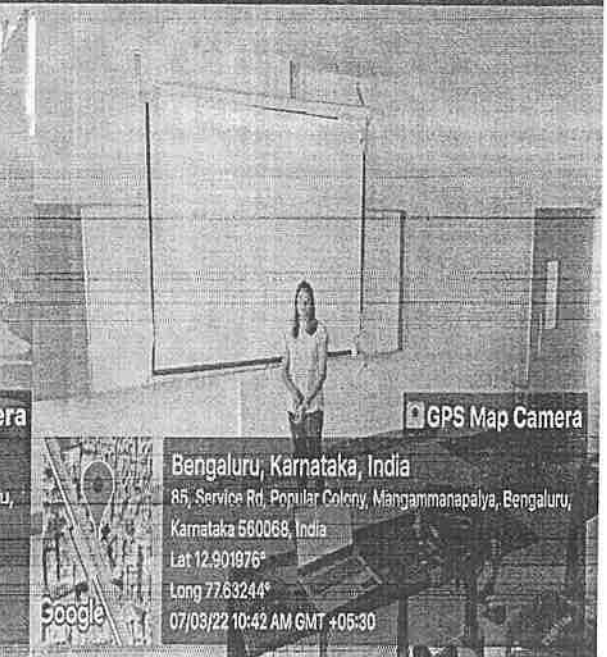 era
GPS Map Camera
u,
Google
Bengaluru, Karnataka, India
85, Service Rd, Popular Colony, Mangammanapalya, Bengaluru,
Karnataka 560068, India
Lat 12.901976°
Long 77.63244°
07/03/22 10:42 AM GMT +05:30